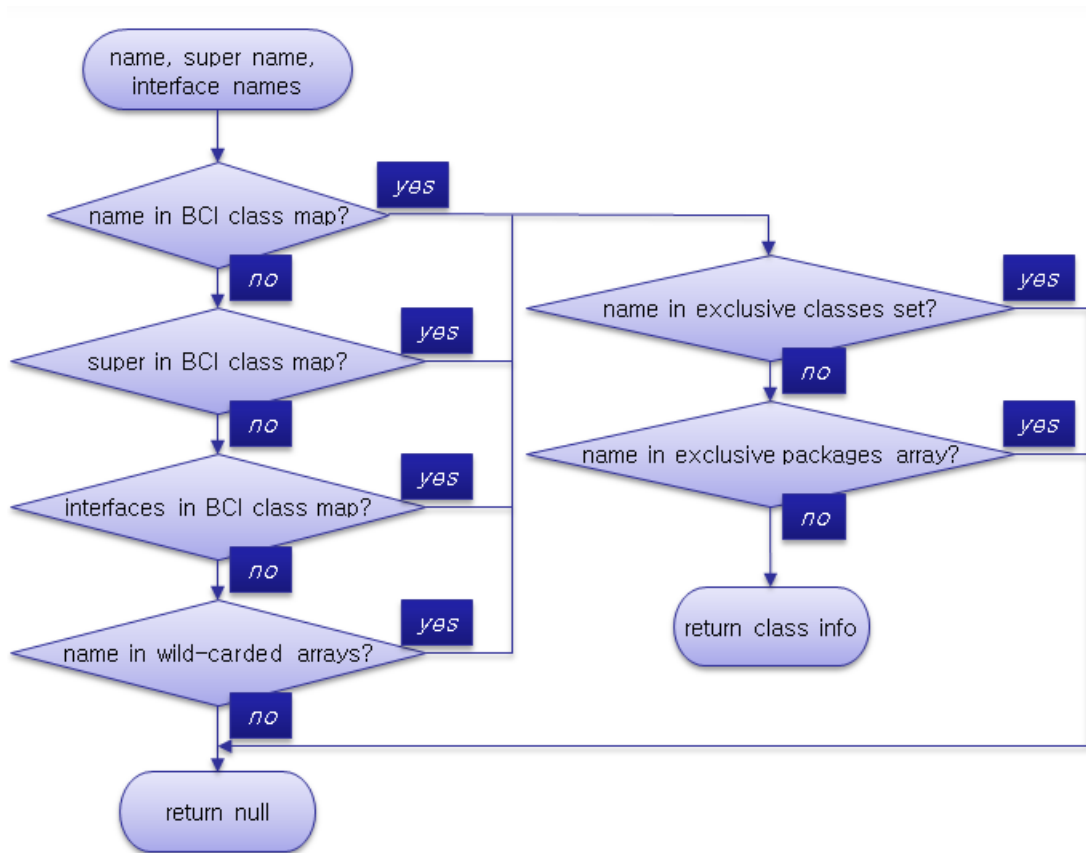 name, super name,
interface names
yes
name in BCI class map?
no
yes
name in exclusive classes set?
yes
super in BCI class map?
no
no
yes
name in exclusive packages array?
yes
interfaces in BCI class map?
no
no
yes
return class info
name in wild-carded arrays?
no
return null